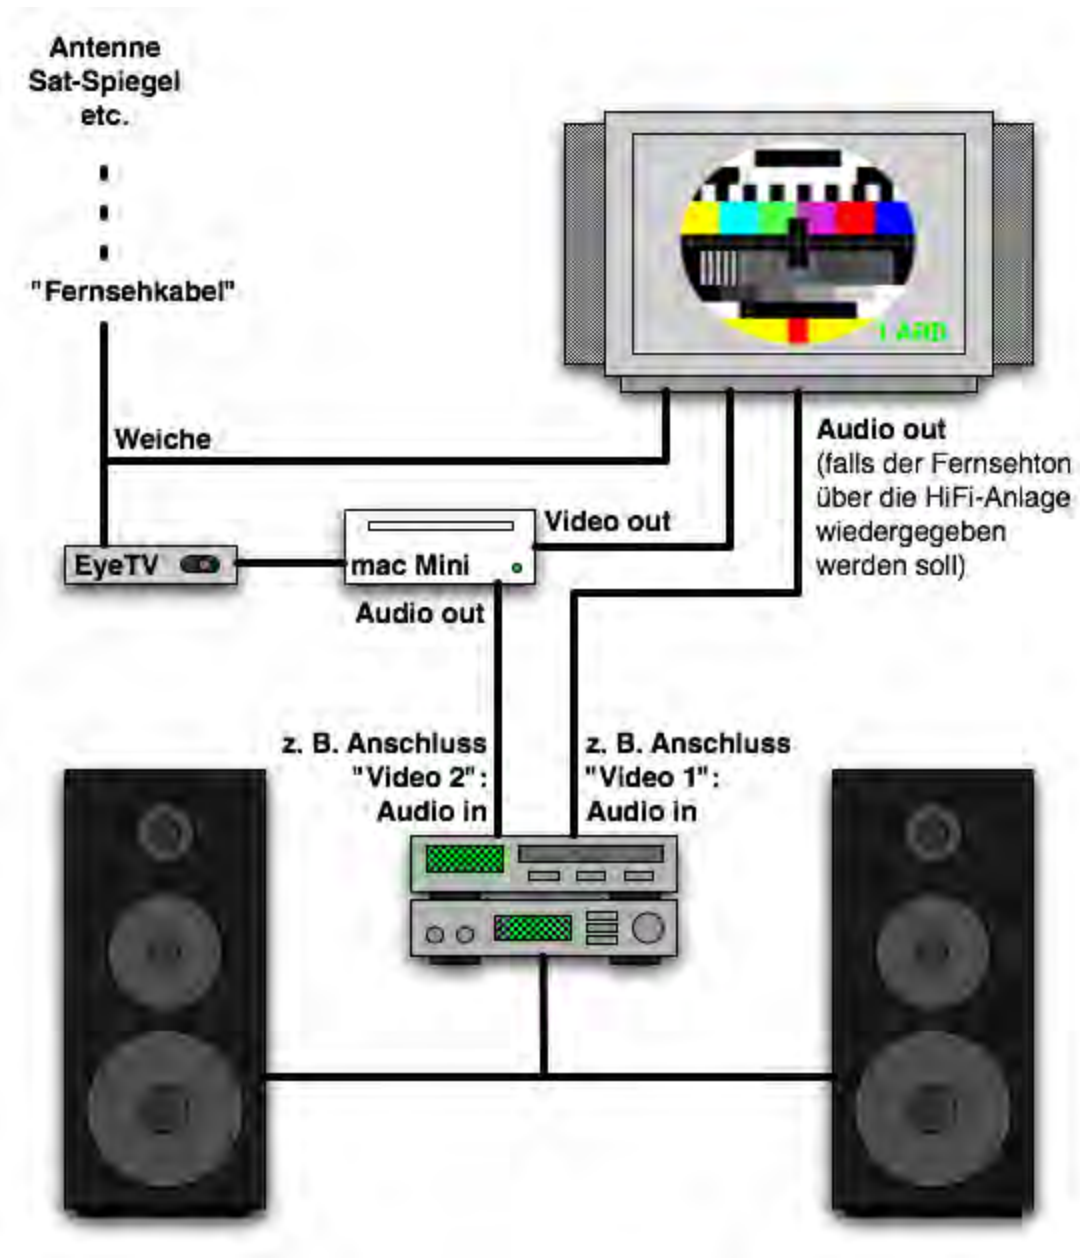 Antenne
Sat-Spiegel
etc.
"Fernsehkabel"
1 ARD
Weiche
Audio out
(falls der Fernsehton
über die HiFi-Anlage
wiedergegeben
werden soll)
Video out
EyeTV
mac Mini
Audio out
z. B. Anschluss
"Video 2":
Audio in
z. B. Anschluss
"Video 1":
Audio in